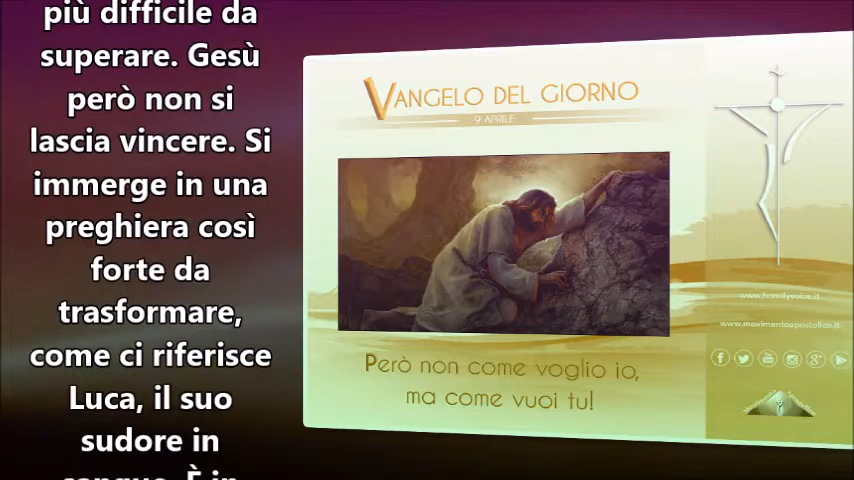 più difficile da
superare. Gesù
però non si
lascia vincere. Si
immerge in una
preghiera così
forte da
trasformare,
come ci riferisce
Luca, il suo
sudore in
sangue. È in
VANGELO DEL GIORNO
9 APRILE
Però non come voglio io,
ma come vuoi tu!
www.homilyvoice.it
www.movimentoapostolico.it